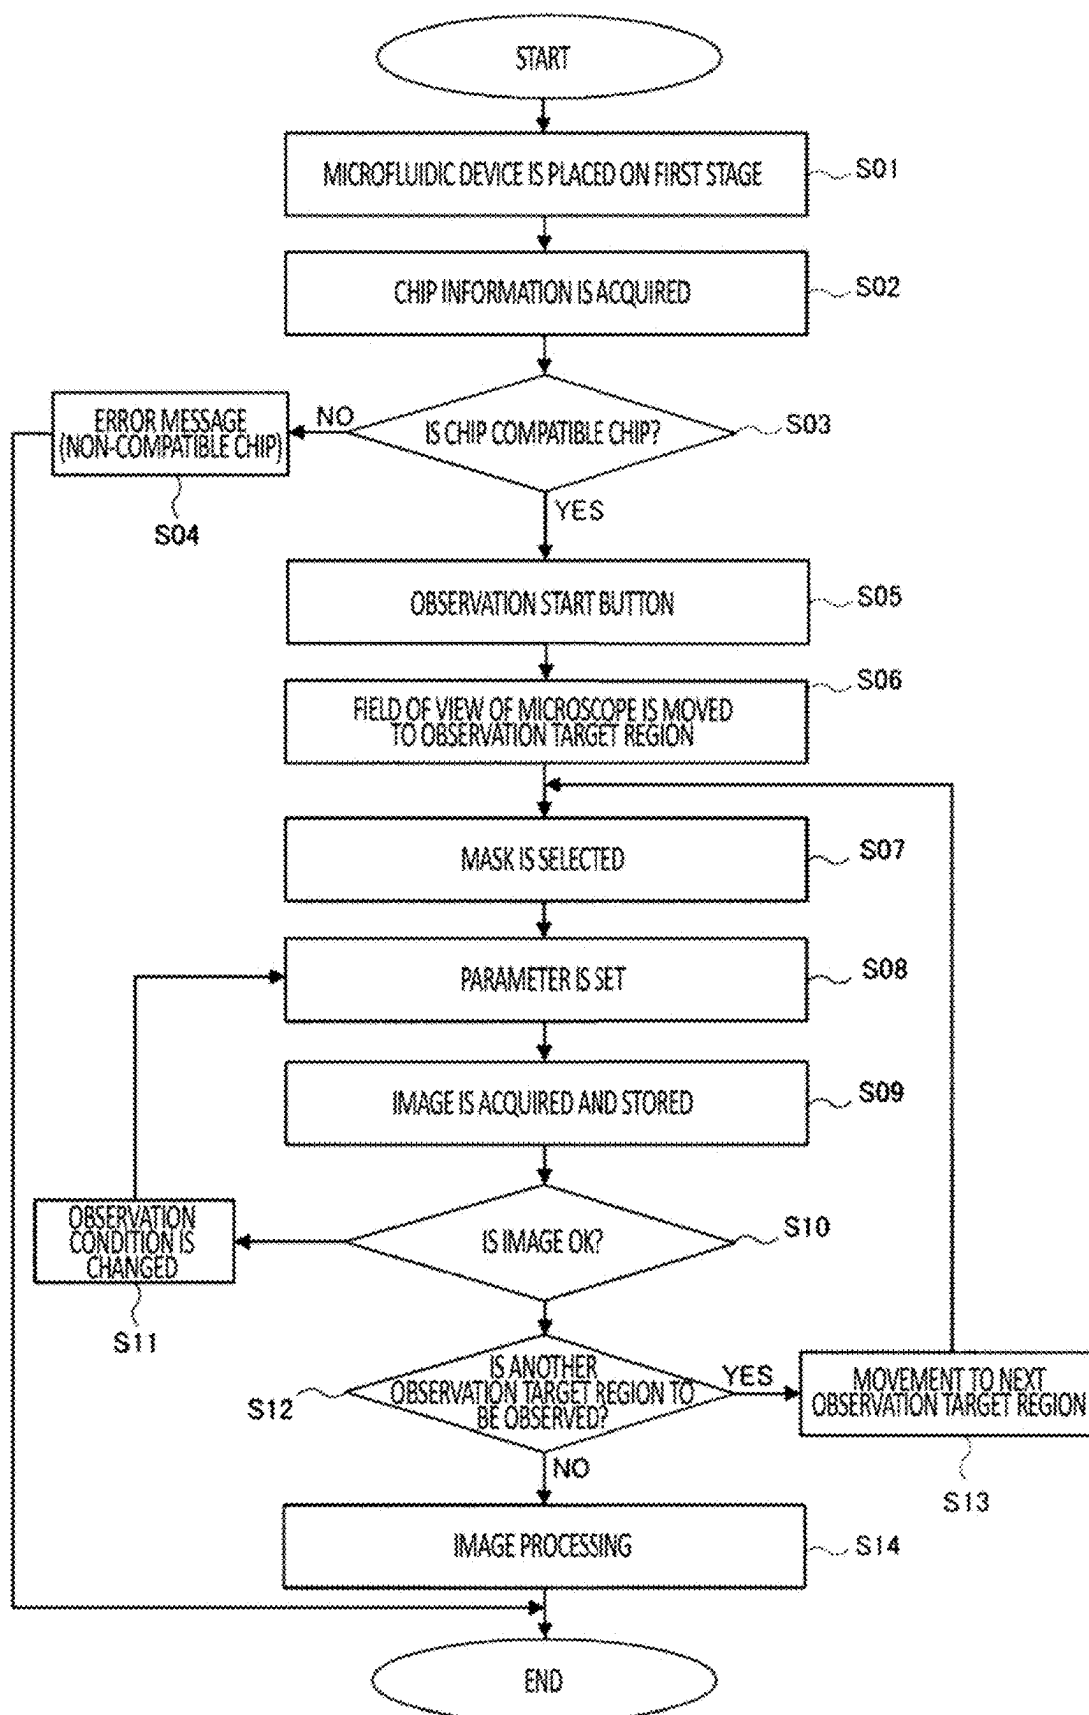 START
MICROFLUIDIC DEVICE IS PLACED ON FIRST STAGE
S01
CHIP INFORMATION IS ACQUIRED
S02
IS CHIP COMPATIBLE CHIP?
S03
NO
ERROR MESSAGE
(NON-COMPATIBLE CHIP)
S04
YES
OBSERVATION START BUTTON
S05
FIELD OF VIEW OF MICROSCOPE IS MOVED
TO OBSERVATION TARGET REGION
S06
MASK IS SELECTED
S07
PARAMETER IS SET
S08
IMAGE IS ACQUIRED AND STORED
S09
IS IMAGE OK?
S10
OBSERVATION
CONDITION IS
CHANGED
S11
IS ANOTHER
OBSERVATION TARGET REGION TO
BE OBSERVED?
S12
YES
MOVEMENT TO NEXT
OBSERVATION TARGET REGION
S13
NO
IMAGE PROCESSING
S14
END